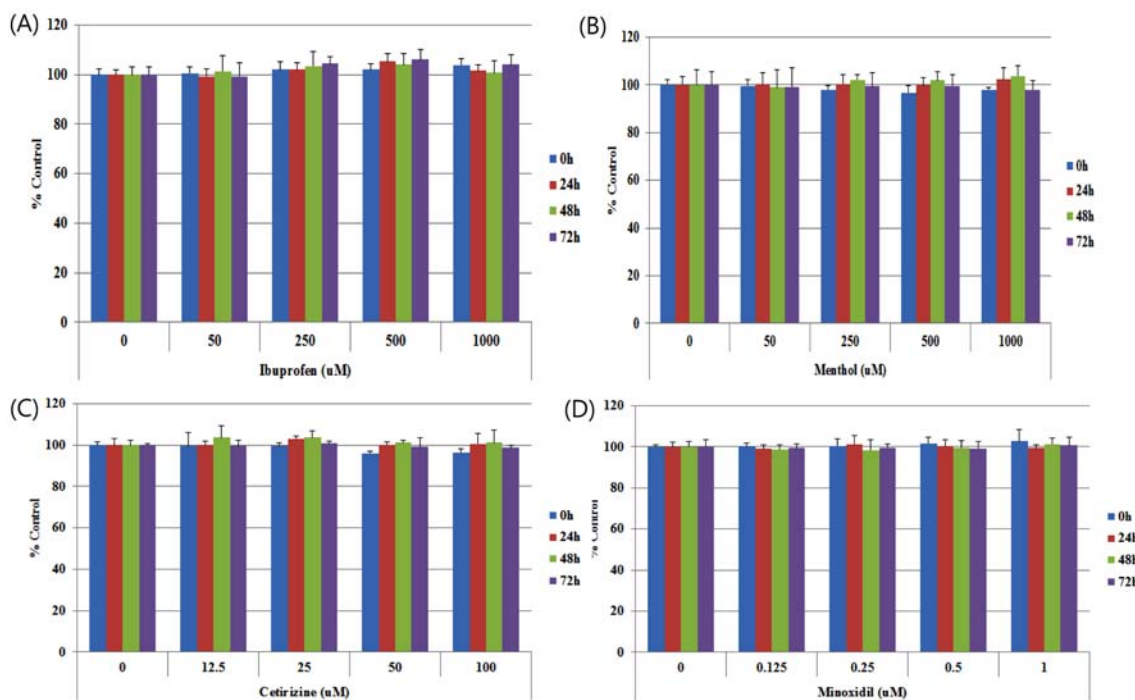 (A)
120
100
80
60
40
20
0
% Control
0h
24h
48h
72h
0 50 250 500 1000
Ibuprofen (uM)
(B)
120
100
80
60
40
20
0
% Control
0h
24h
48h
72h
0 50 250 500 1000
Menthol (uM)
(C)
120
100
80
60
40
20
0
% Control
0h
24h
48h
72h
0 12.5 25 50 100
Cetirizine (uM)
(D)
120
100
80
60
40
20
0
% Control
0h
24h
48h
72h
0 0.125 0.25 0.5 1
Minoxidil (uM)